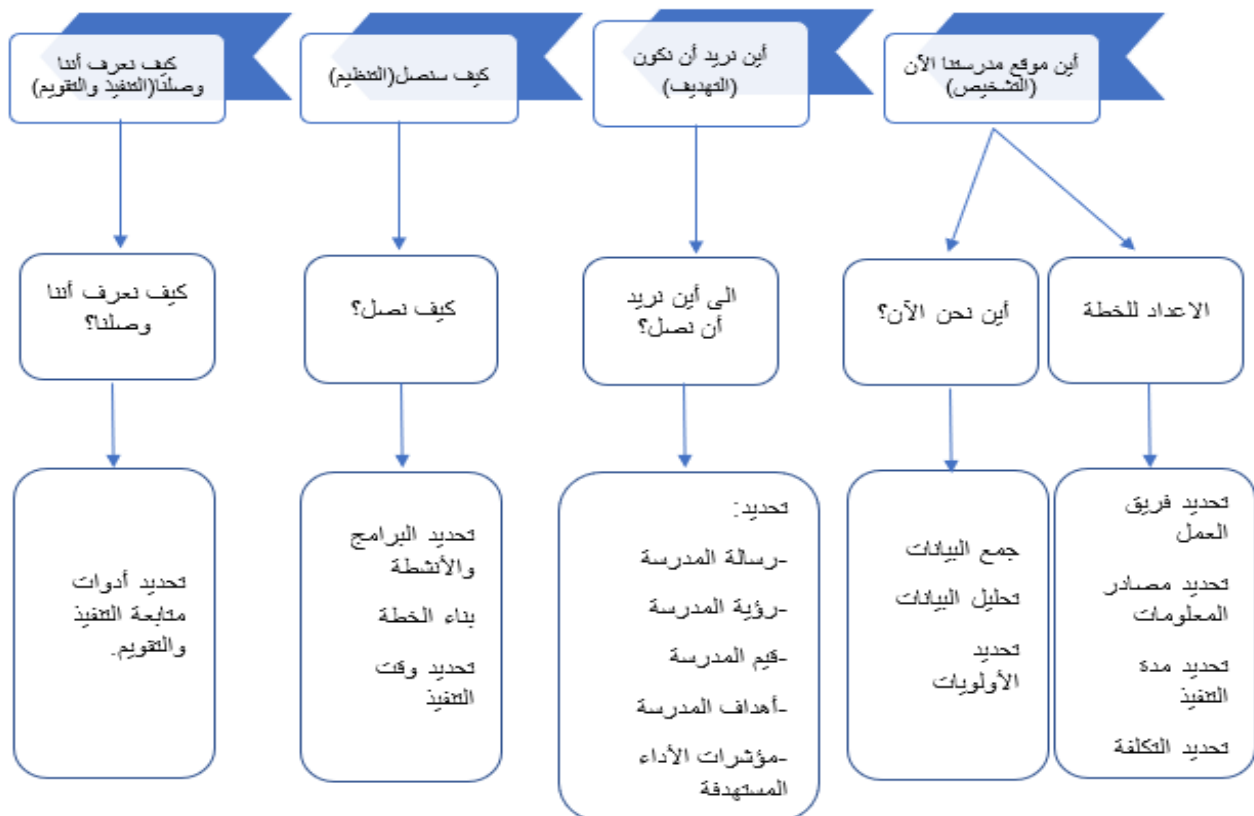 أين موقع مدرستنا الآن
(التشخيص)
أين نريد أن نكون
(التهديف)
كيف سنصل(التنظيم)
كيف نعرف أننا
وصلنا(التنفيذ والتقويم)
الاعداد للخطة
أين نحن الآن؟
الى أين نريد
أن نصل؟
كيف نصل؟
كيف نعرف أننا
وصلنا؟
تحديد فريق
العمل
تحديد مصادر
المعلومات
تحديد مدة
التنفيذ
تحديد التكلفة
جمع البيانات
تحليل البيانات
تحديد
الأولويات
تحديد:
-رسالة المدرسة
-رؤية المدرسة
-قيم المدرسة
-أهداف المدرسة
-مؤشرات الأداء
المستهدفة
تحديد البرامج
والأنشطة
بناء الخطة
تحديد وقت
التنفيذ
تحديد أدوات
متابعة التنفيذ
والتقويم.